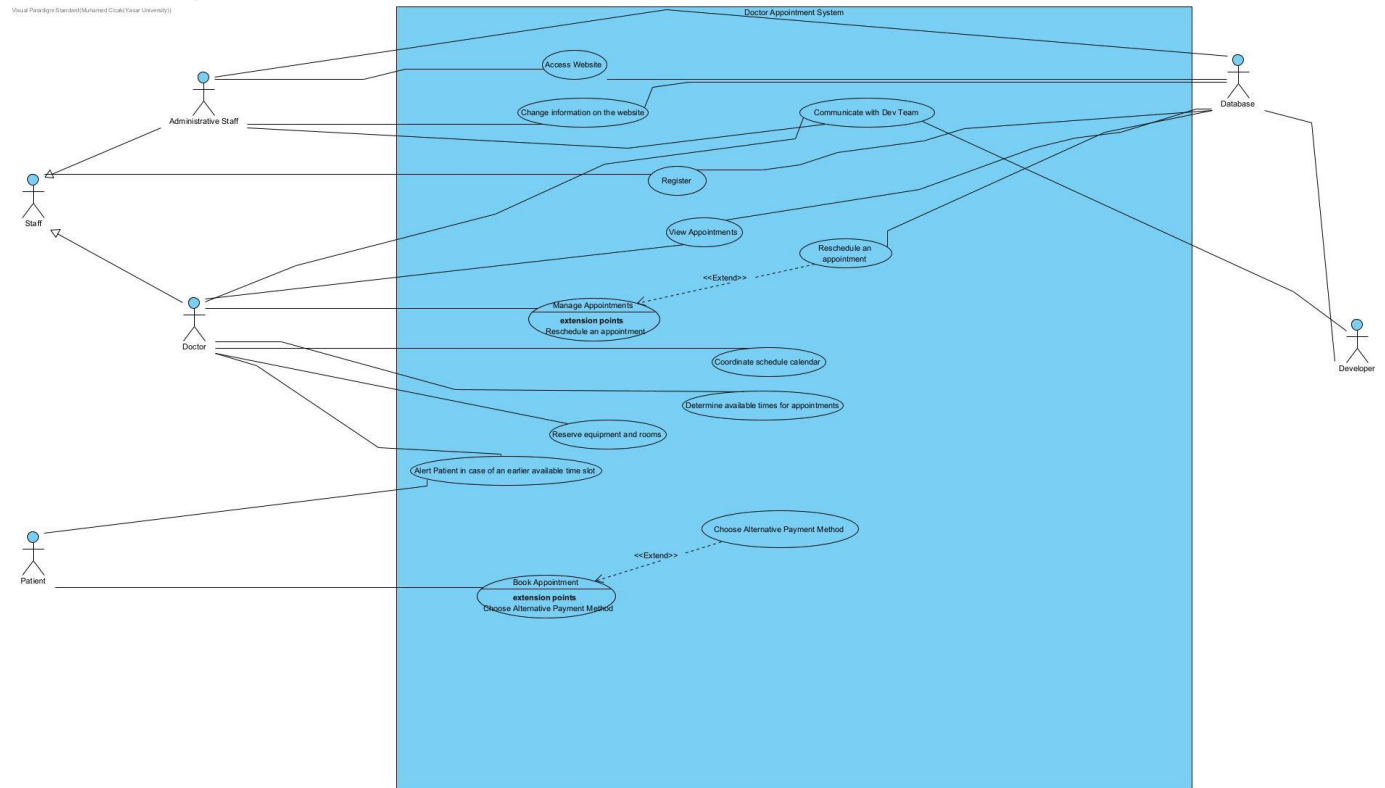 Visual Paradigm Standard(Muhamed Cicak(Yasar University))
Doctor Appointment System
Access Website
Database
Administrative Staff
Change information on the website
Communicate with Dev Team
Register
Staff
View Appointments
Reschedule an
appointment
<<Extend>>
Manage Appointments
extension points
Reschedule an appointment
Doctor
Coordinate schedule calendar
Developer
Determine available times for appointments
Reserve equipment and rooms
Alert Patient in case of an earlier available time slot
Choose Alternative Payment Method
<<Extend>>
Patient
Book Appointment
extension points
Choose Alternative Payment Method